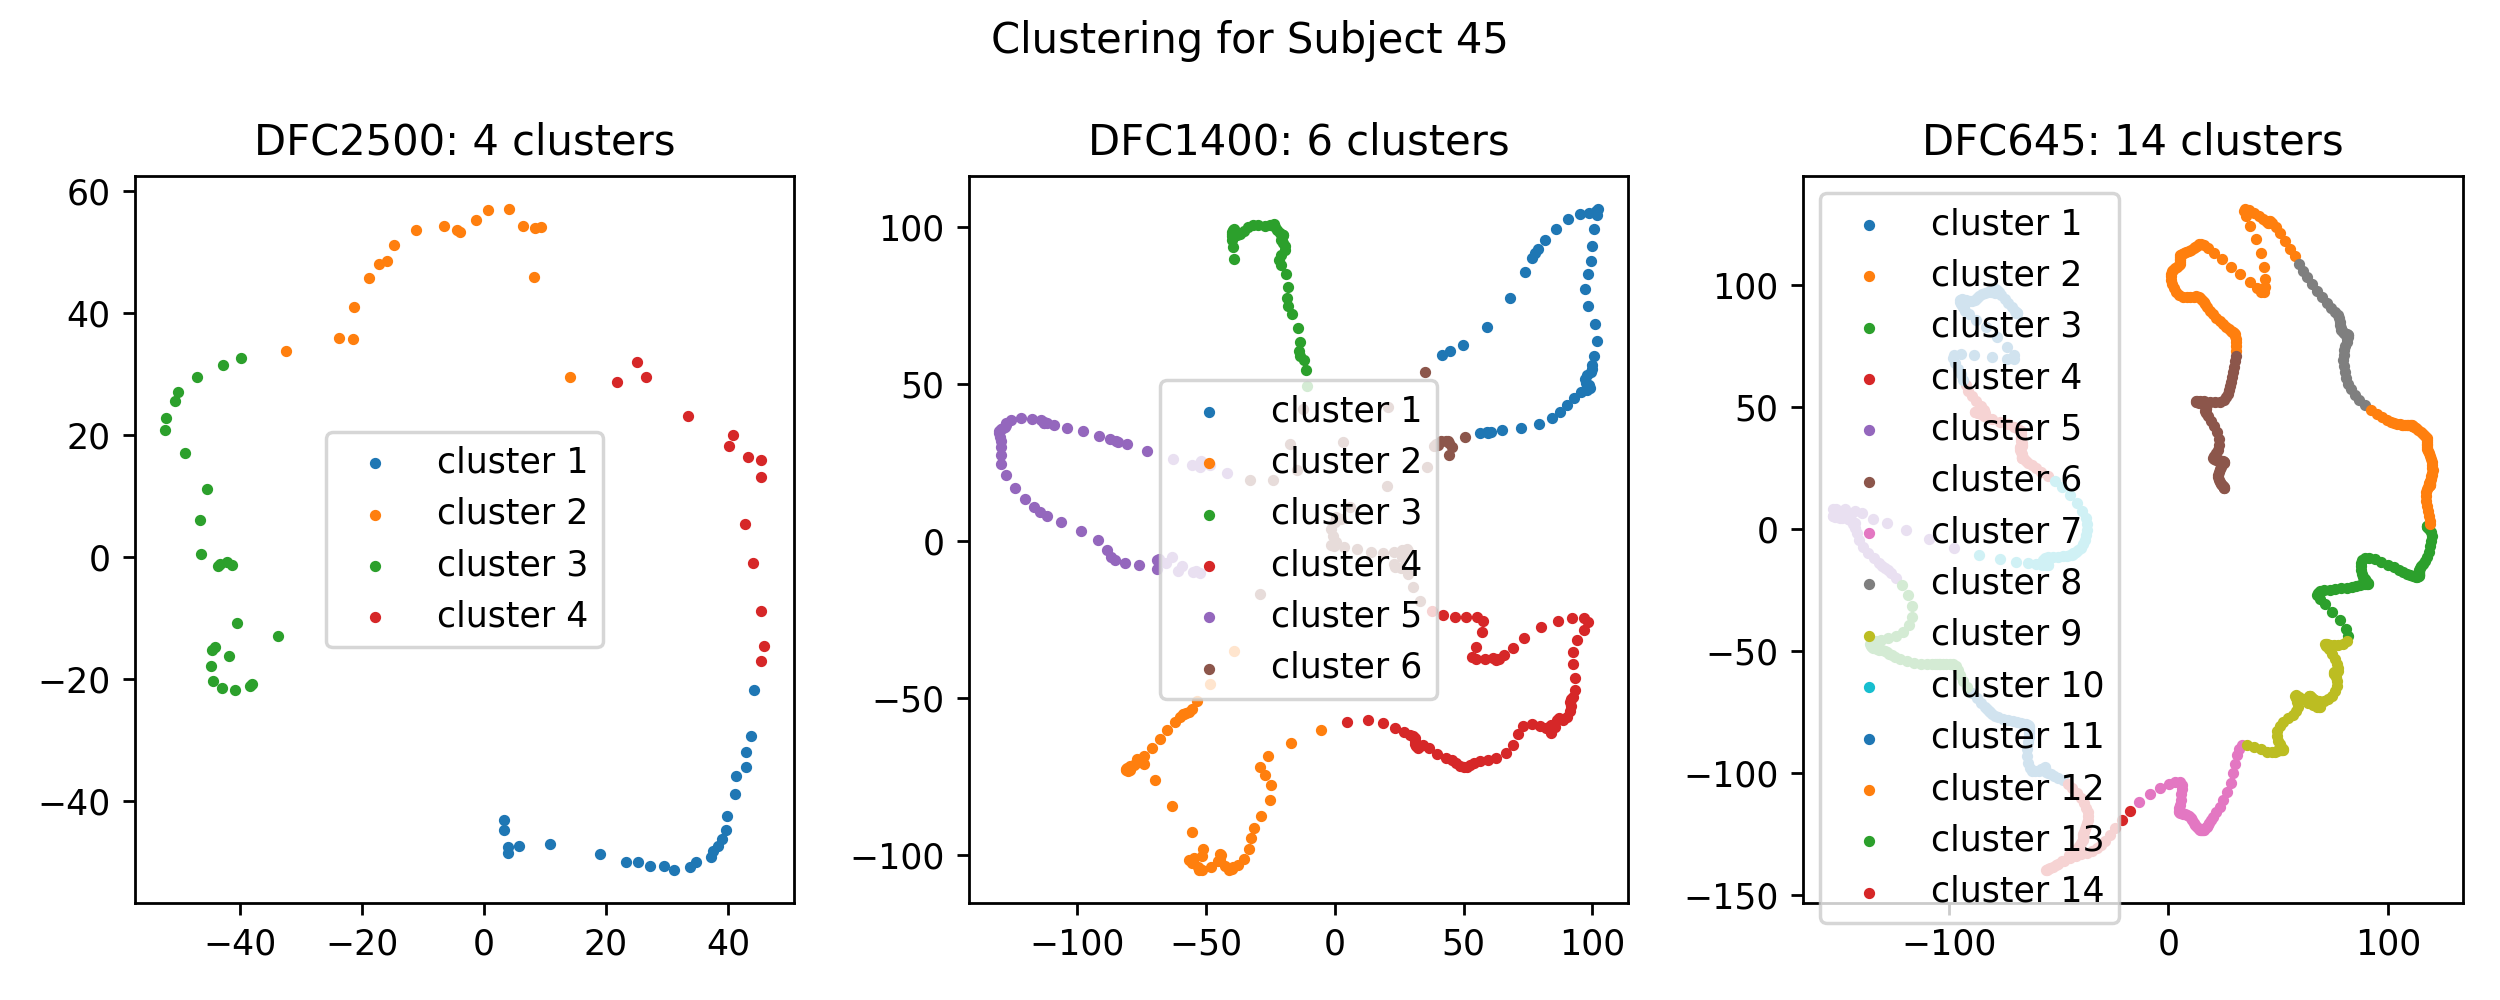 Clustering for Subject 45
DFC2500: 4 clusters
60
40
20
0
−20
−40
−40
−20
0
20
40
cluster 1
cluster 2
cluster 3
cluster 4
DFC1400: 6 clusters
100
50
0
−50
−100
−100
−50
0
50
100
cluster 1
cluster 2
cluster 3
cluster 4
cluster 5
cluster 6
DFC645: 14 clusters
100
50
0
−50
−100
−150
−100
0
100
cluster 1
cluster 2
cluster 3
cluster 4
cluster 5
cluster 6
cluster 7
cluster 8
cluster 9
cluster 10
cluster 11
cluster 12
cluster 13
cluster 14